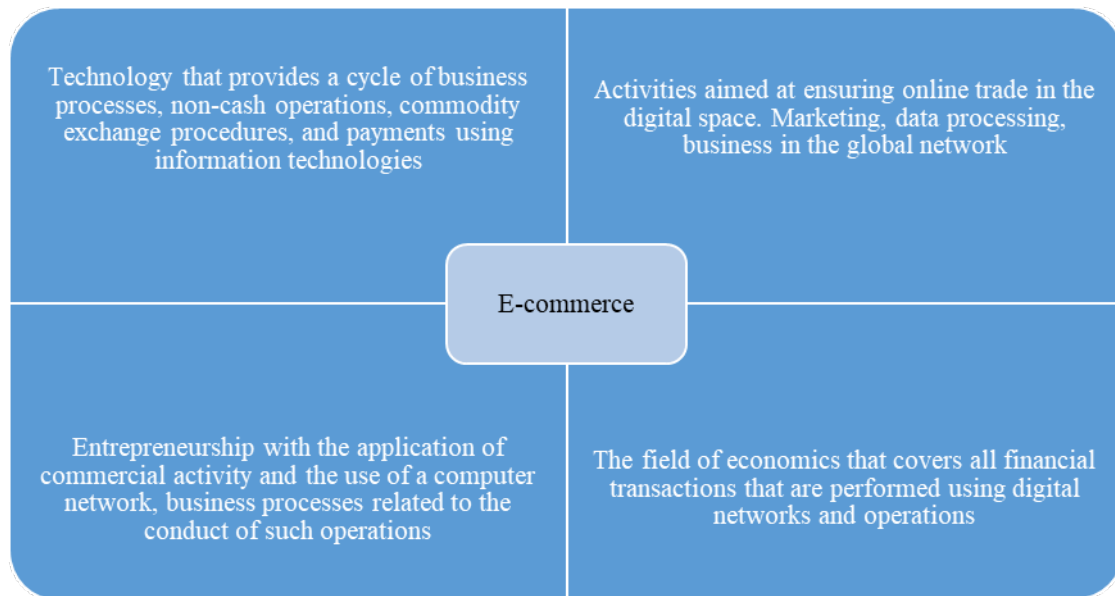 Technology that provides a cycle of business
processes, non-cash operations, commodity
exchange procedures, and payments using
information technologies
Activities aimed at ensuring online trade in the
digital space. Marketing, data processing,
business in the global network
E-commerce
Entrepreneurship with the application of
commercial activity and the use of a computer
network, business processes related to the
conduct of such operations
The field of economics that covers all financial
transactions that are performed using digital
networks and operations